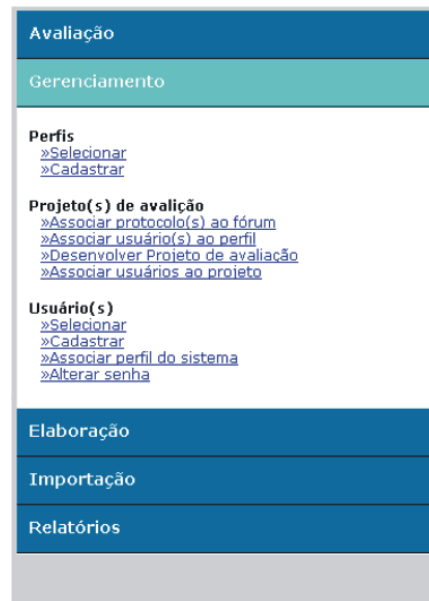 Avaliação
Gerenciamento
Perfis
»Selecionar
»Cadastrar
Projeto(s) de avalição
»Associar protocolo(s) ao fórum
»Associar usuário(s) ao perfil
»Desenvolver Projeto de avaliação
»Associar usuários ao projeto
Usuário(s)
»Selecionar
»Cadastrar
»Associar perfil do sistema
»Alterar senha
Elaboração
Importação
Relatórios